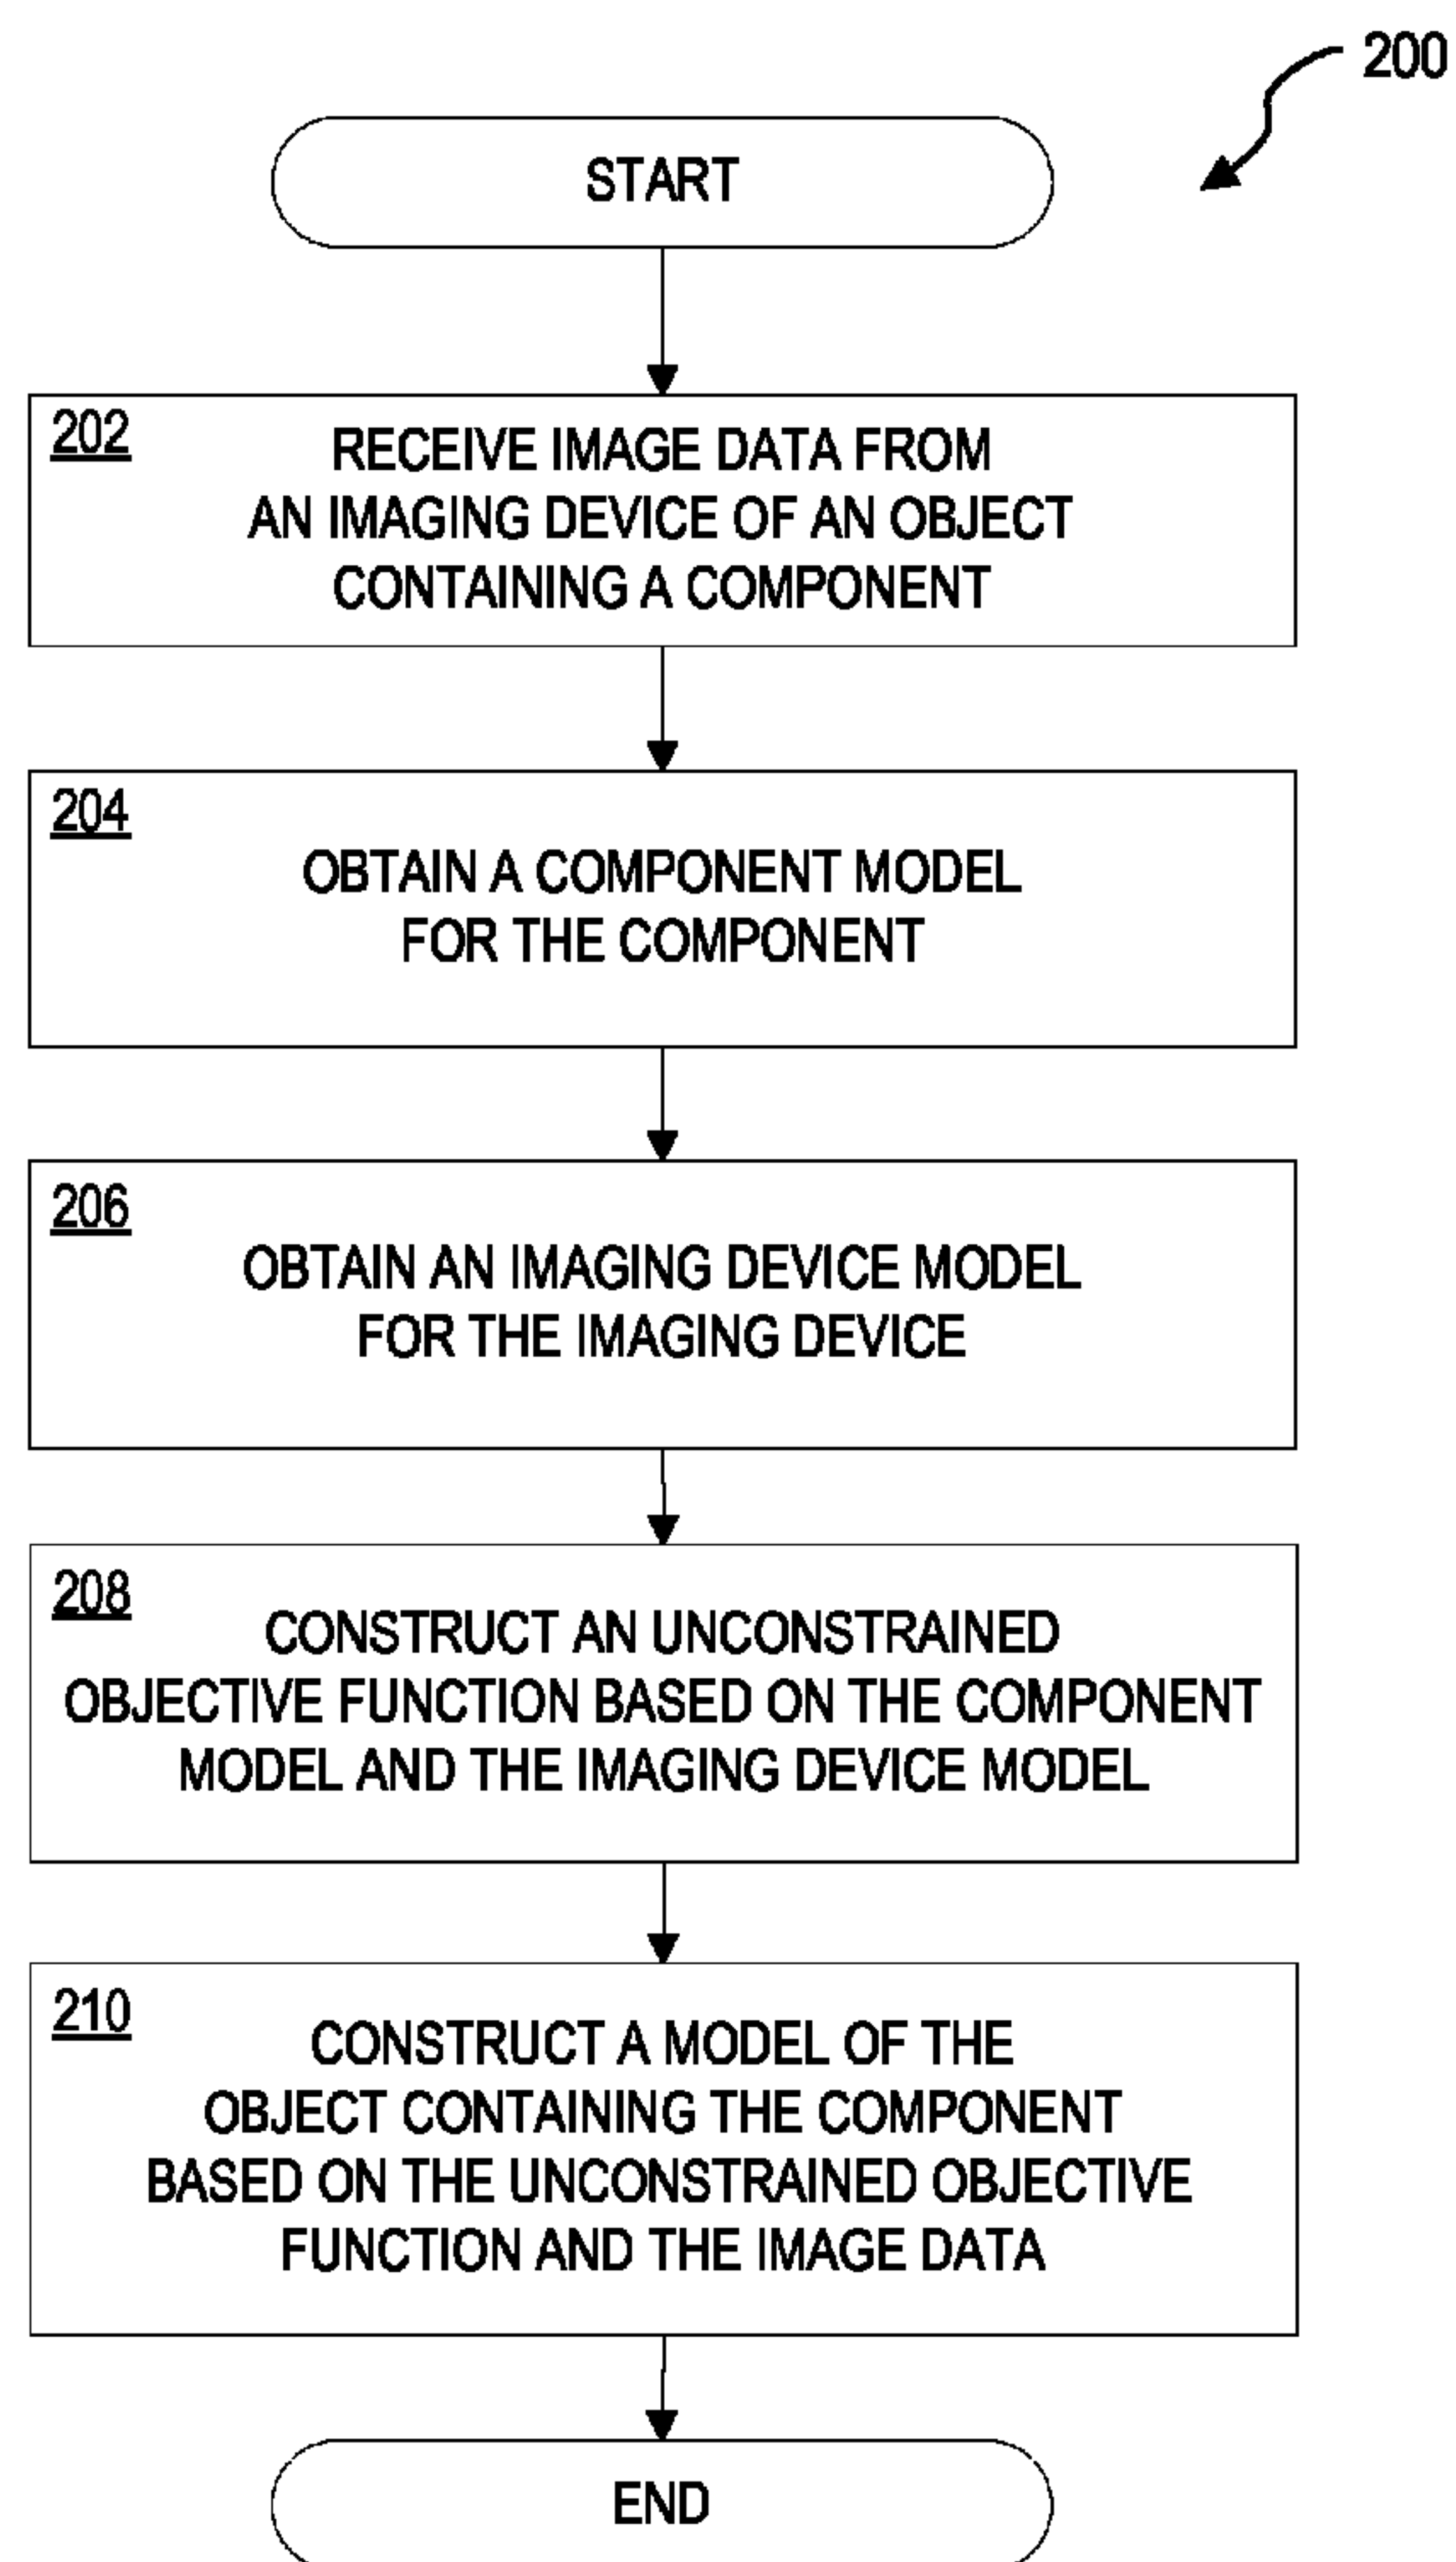 200
START
202
RECEIVE IMAGE DATA FROM
AN IMAGING DEVICE OF AN OBJECT
CONTAINING A COMPONENT
204
OBTAIN A COMPONENT MODEL
FOR THE COMPONENT
206
OBTAIN AN IMAGING DEVICE MODEL
FOR THE IMAGING DEVICE
208
CONSTRUCT AN UNCONSTRAINED
OBJECTIVE FUNCTION BASED ON THE COMPONENT
MODEL AND THE IMAGING DEVICE MODEL
210
CONSTRUCT A MODEL OF THE
OBJECT CONTAINING THE COMPONENT
BASED ON THE UNCONSTRAINED OBJECTIVE
FUNCTION AND THE IMAGE DATA
END